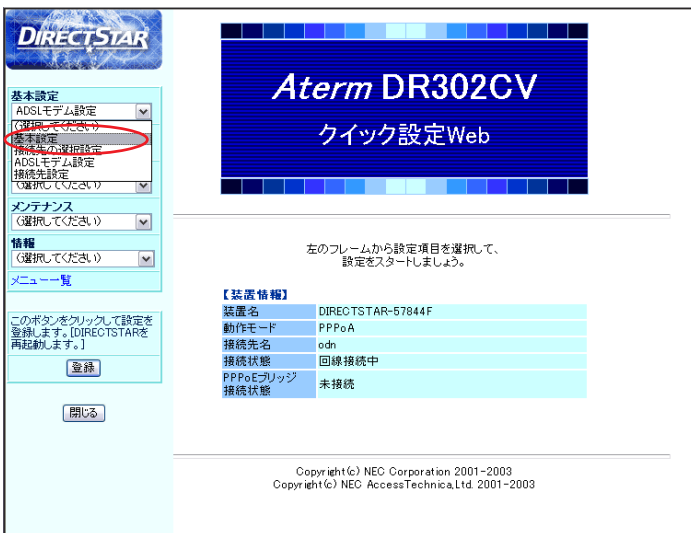 DIRECTSTAR
基本設定
ADSLモデム設定
(選択してください)
基本設定
接続先の選択設定
ADSLモデム設定
接続先設定
(選択してください)
メンテナンス
(選択してください)
情報
(選択してください)
メニュー一覧
このボタンをクリックして設定を
登録します。[DIRECTSTARを
再起動します。]
登録
閉じる
Aterm DR302CV
クイック設定Web
左のフレームから設定項目を選択して、
設定をスタートしましょう。
【装置情報】
装置名 DIRECTSTAR-57844F
動作モード PPPoA
接続先名 odn
接続状態 回線接続中
PPPoEブリッジ
接続状態 未接続
Copyright(c) NEC Corporation 2001-2003
Copyright(c) NEC AccessTechnica,Ltd. 2001-2003